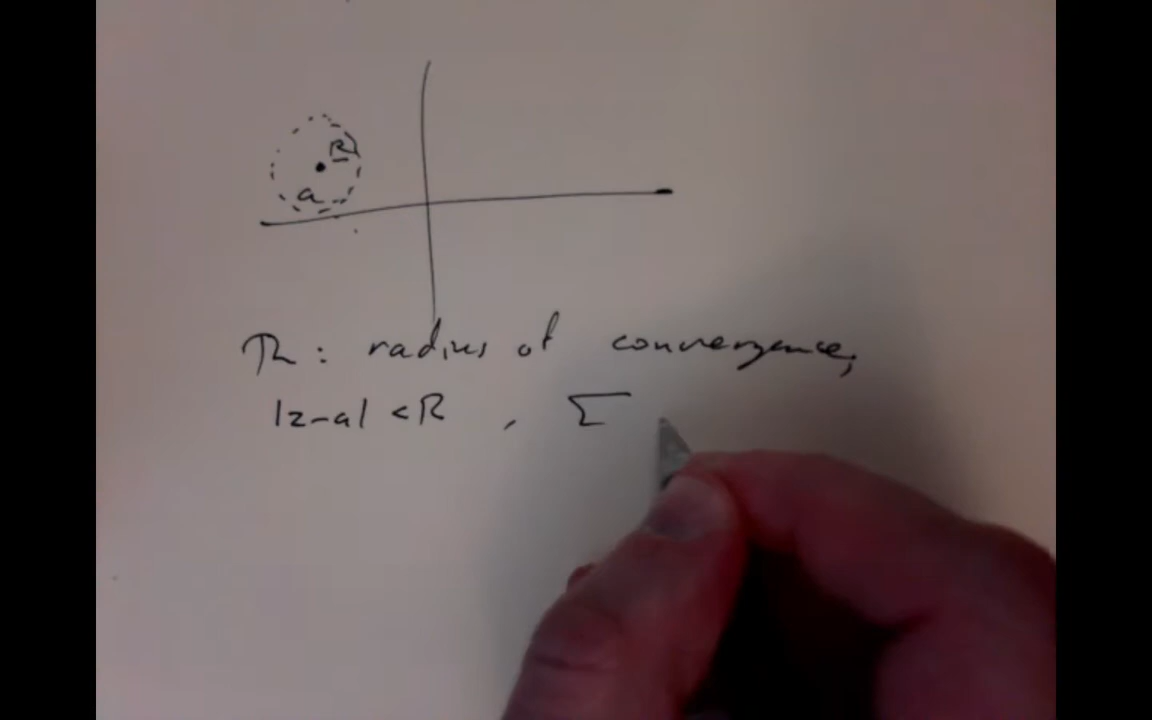 R
a
R: radius of convergence;
|z-a| < R , Σ